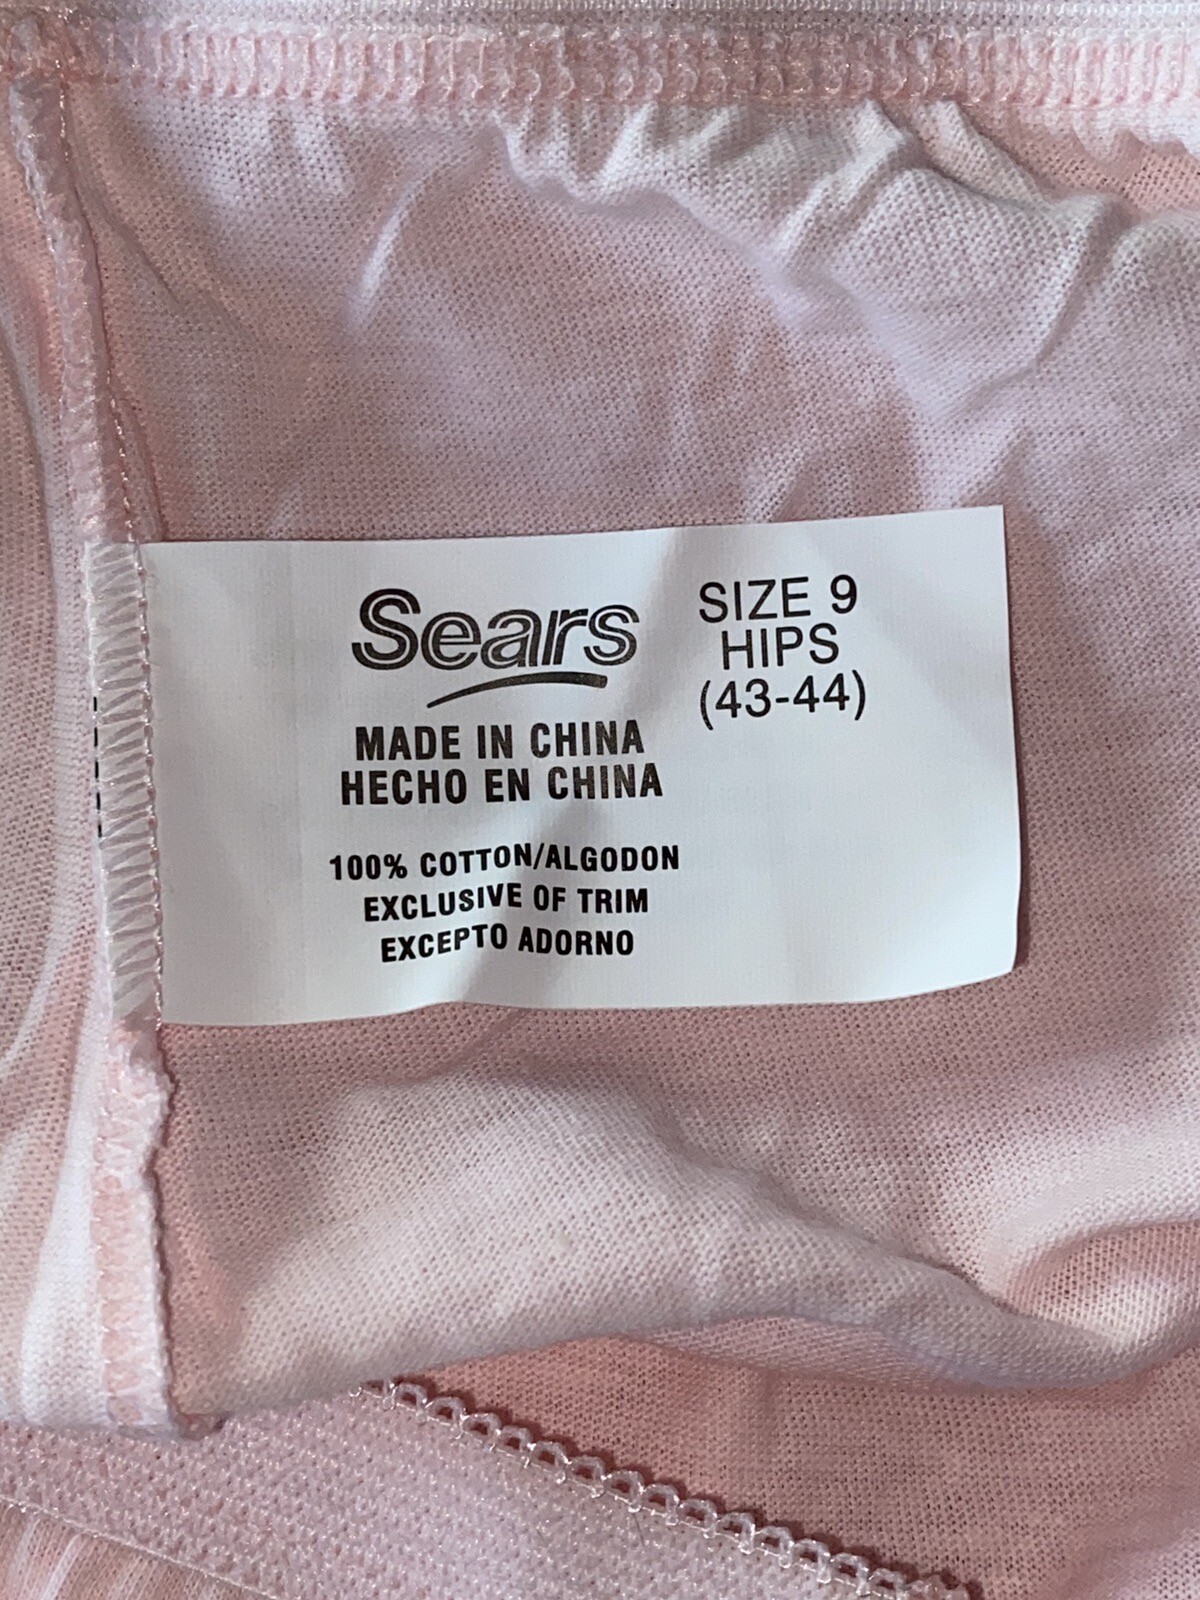 Sears
MADE IN CHINA
HECHO EN CHINA
100% COTTON/ALGODON
EXCLUSIVE OF TRIM
EXCEPTO ADORNO
SIZE 9
HIPS
(43-44)